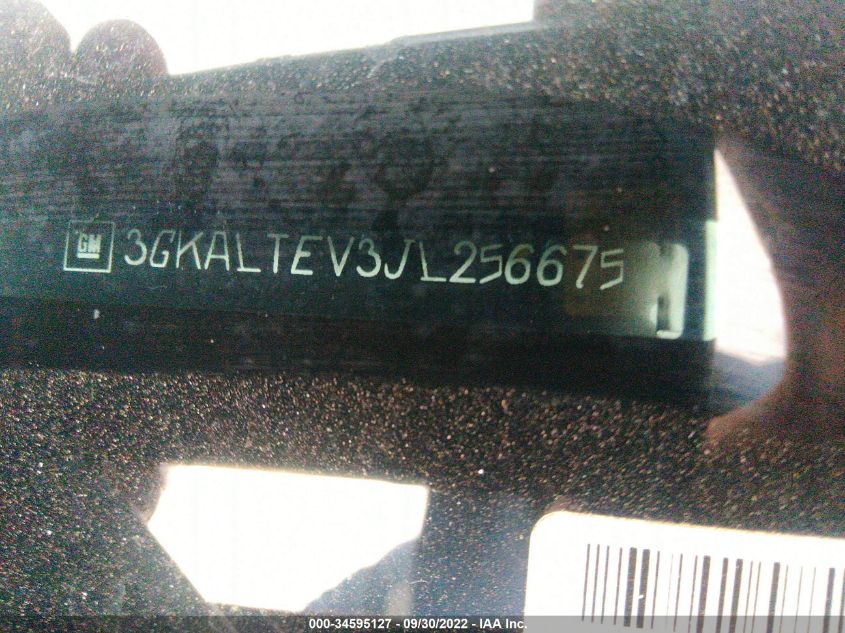 GM 3GKALTEV3JL256675
000-34595127 - 09/30/2022 - IAA Inc.